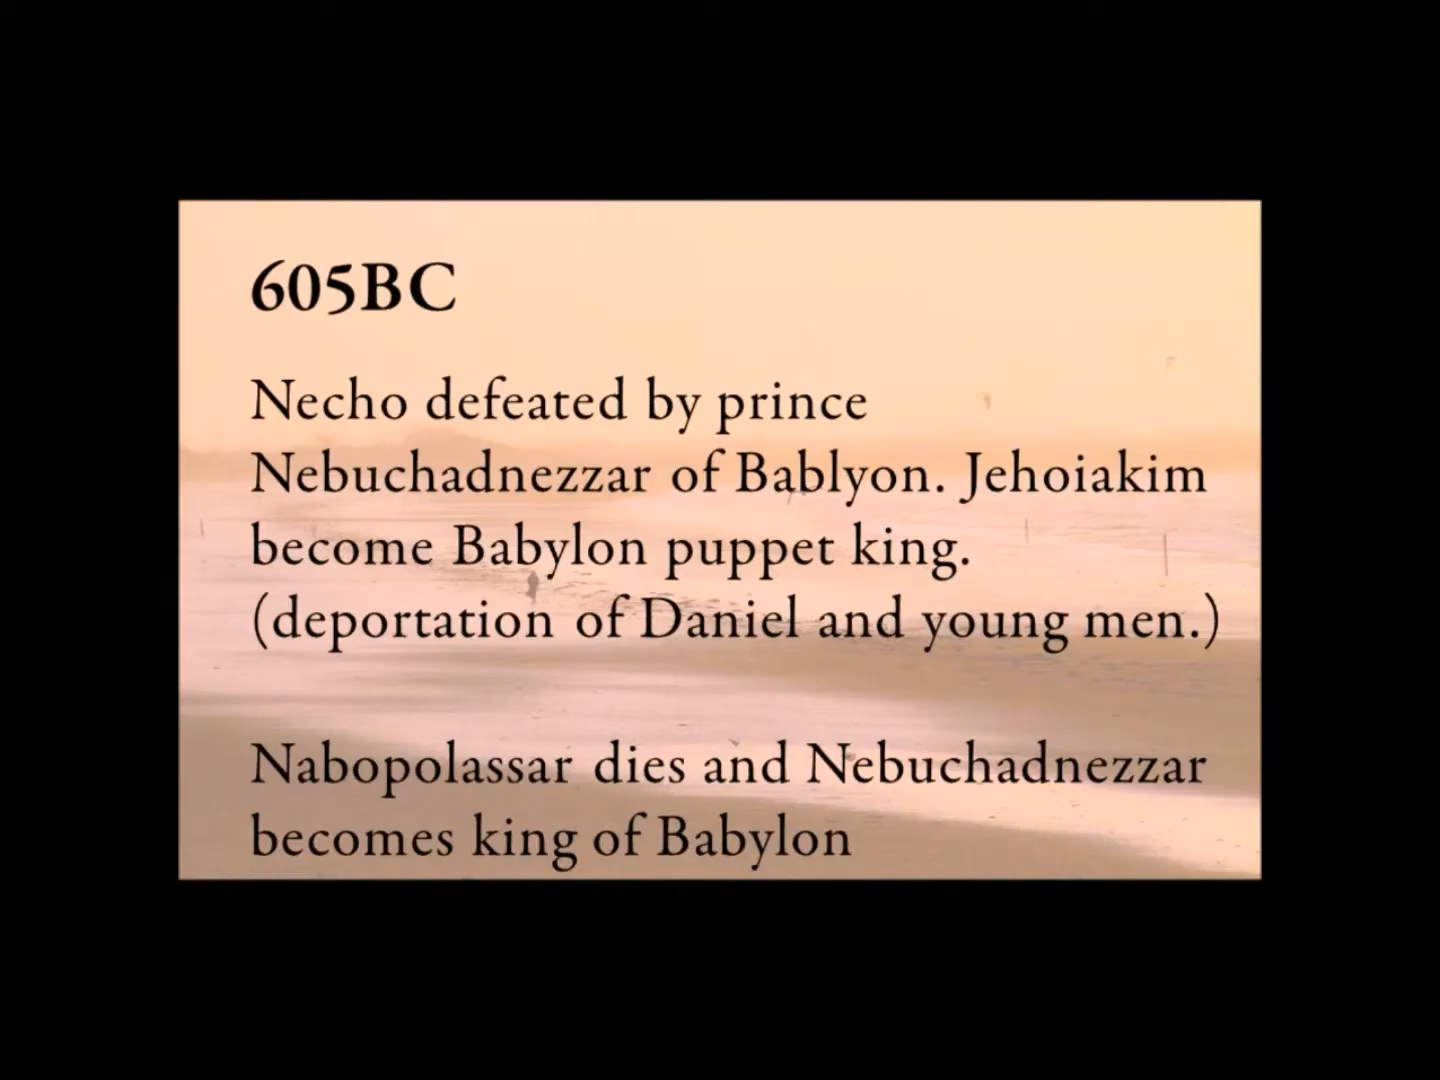 605BC
Necho defeated by prince
Nebuchadnezzar of Bablyon. Jehoiakim
become Babylon puppet king.
(deportation of Daniel and young men.)
Nabopolassar dies and Nebuchadnezzar
becomes king of Babylon